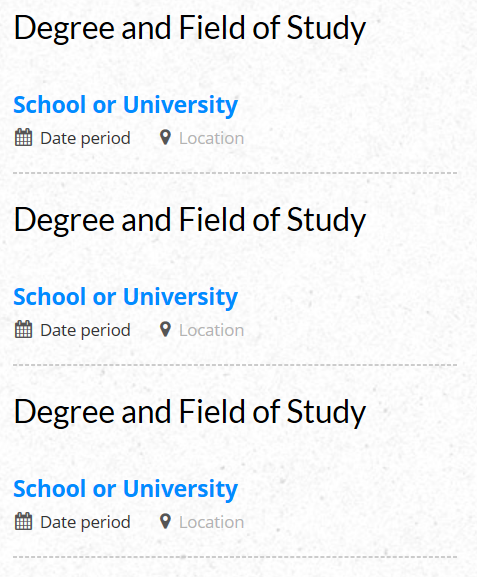 Degree and Field of Study
School or University
Date period Location
Degree and Field of Study
School or University
Date period Location
Degree and Field of Study
School or University
Date period Location